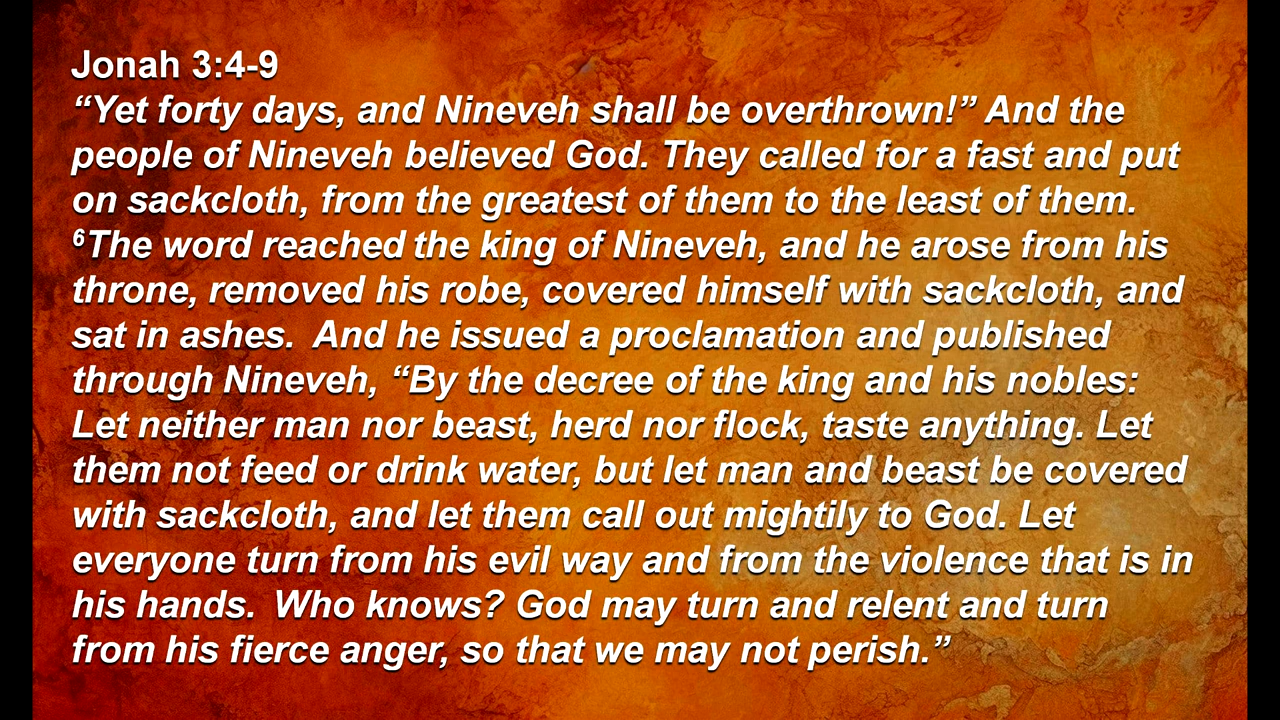 Jonah 3:4-9
“Yet forty days, and Nineveh shall be overthrown!” And the
people of Nineveh believed God. They called for a fast and put
on sackcloth, from the greatest of them to the least of them.
⁶The word reached the king of Nineveh, and he arose from his
throne, removed his robe, covered himself with sackcloth, and
sat in ashes.  And he issued a proclamation and published
through Nineveh, “By the decree of the king and his nobles:
Let neither man nor beast, herd nor flock, taste anything. Let
them not feed or drink water, but let man and beast be covered
with sackcloth, and let them call out mightily to God. Let
everyone turn from his evil way and from the violence that is in
his hands.  Who knows? God may turn and relent and turn
from his fierce anger, so that we may not perish.”